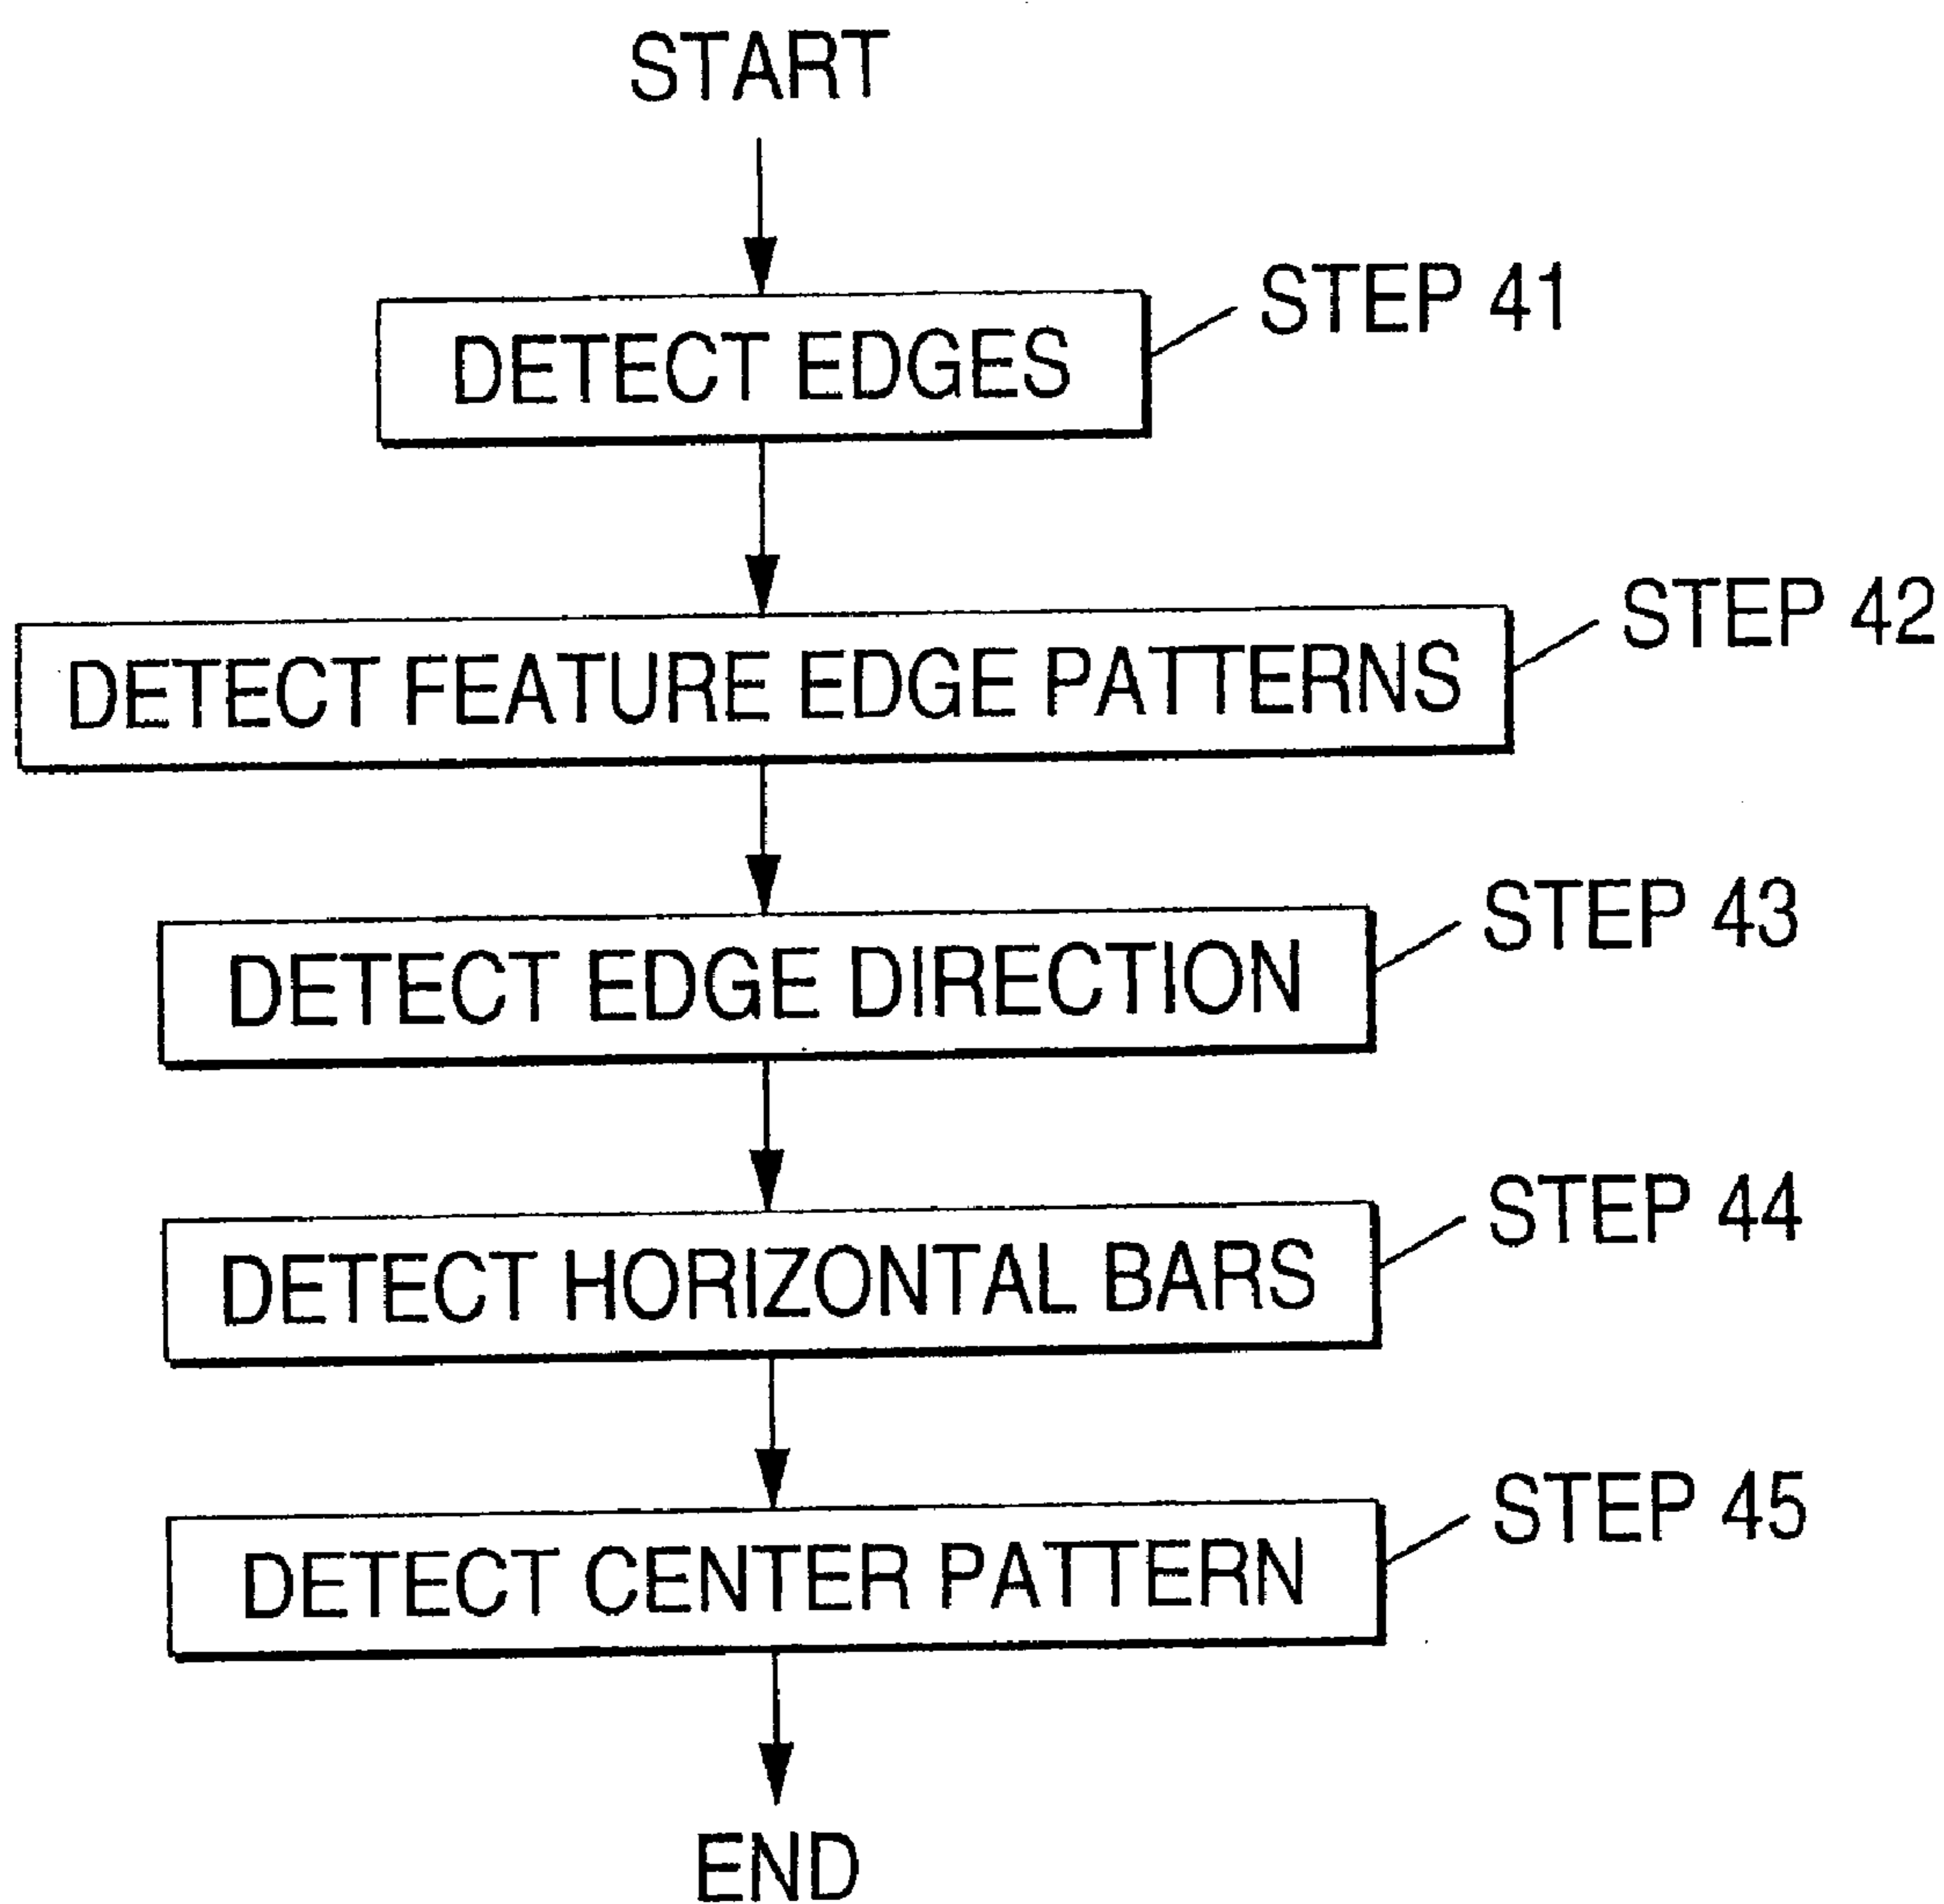 START
DETECT EDGES
STEP 41
DETECT FEATURE EDGE PATTERNS
STEP 42
DETECT EDGE DIRECTION
STEP 43
DETECT HORIZONTAL BARS
STEP 44
DETECT CENTER PATTERN
STEP 45
END